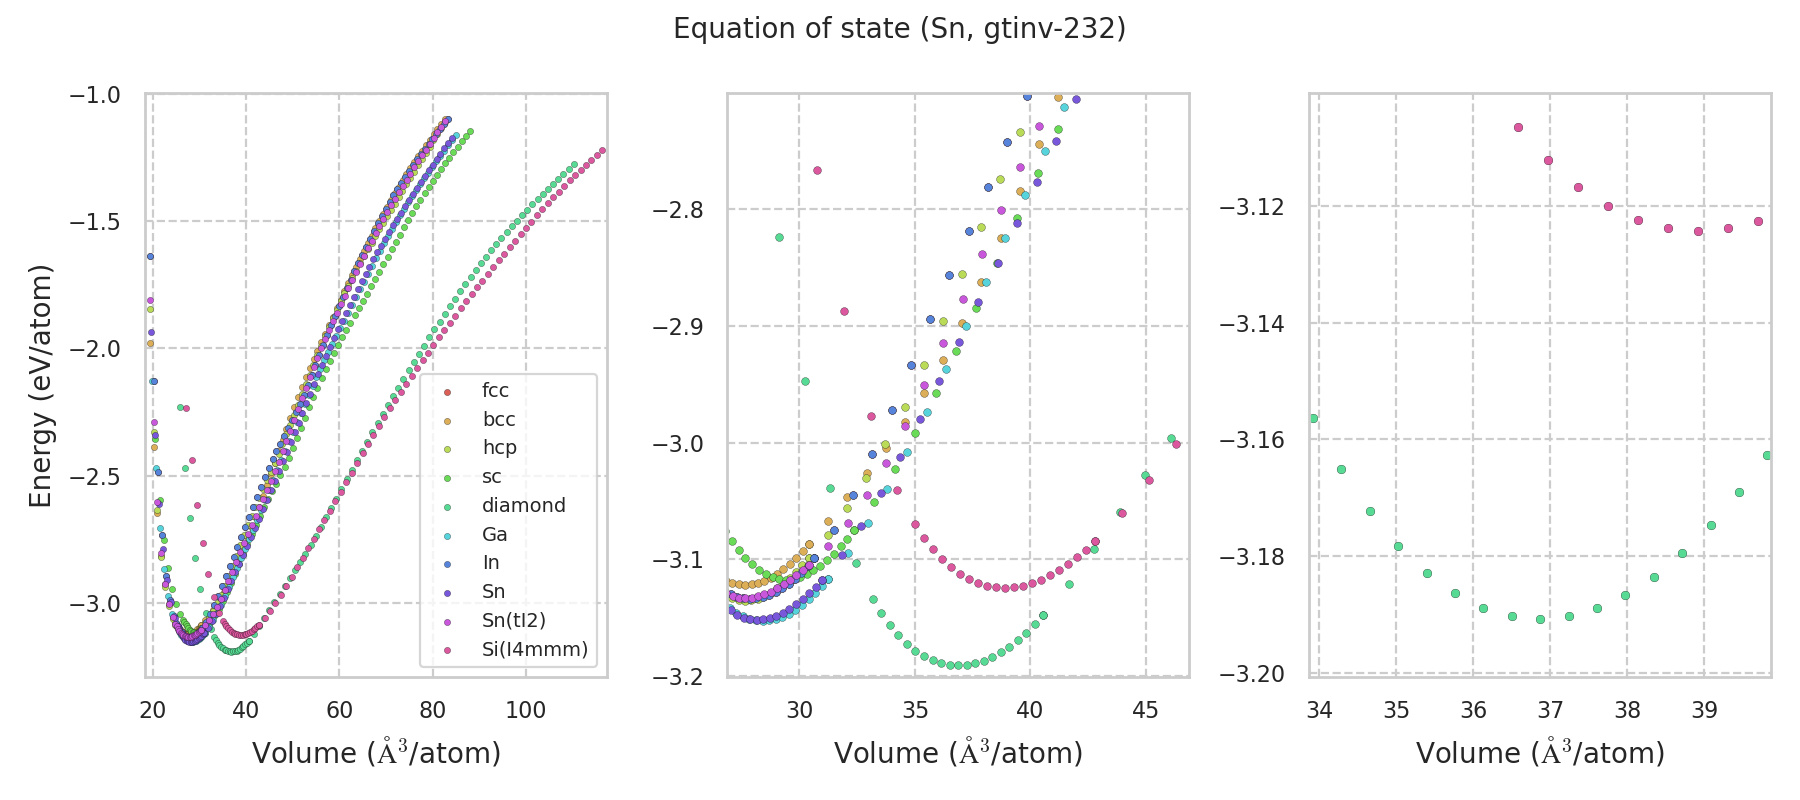 Equation of state (Sn, gtinv-232)
Energy (eV/atom)
−1.0
−1.5
−2.0
−2.5
−3.0
20
40
60
80
100
Volume (Å³/atom)
fcc
bcc
hcp
sc
diamond
Ga
In
Sn
Sn(tI2)
Si(I4mmm)
−2.8
−2.9
−3.0
−3.1
−3.2
30
35
40
45
Volume (Å³/atom)
−3.12
−3.14
−3.16
−3.18
−3.20
34
35
36
37
38
39
Volume (Å³/atom)